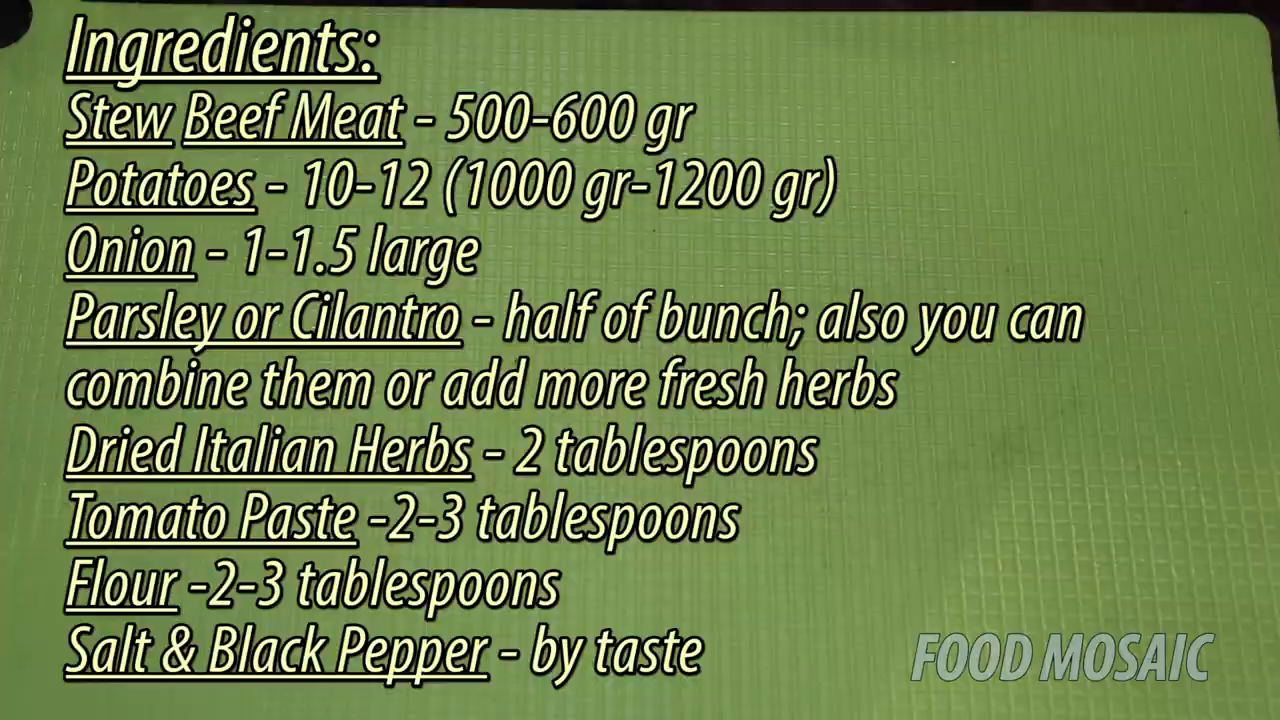 Ingredients:
Stew Beef Meat - 500-600 gr
Potatoes - 10-12 (1000 gr-1200 gr)
Onion - 1-1.5 large
Parsley or Cilantro - half of bunch; also you can
combine them or add more fresh herbs
Dried Italian Herbs - 2 tablespoons
Tomato Paste -2-3 tablespoons
Flour -2-3 tablespoons
Salt & Black Pepper - by taste
FOOD MOSAIC